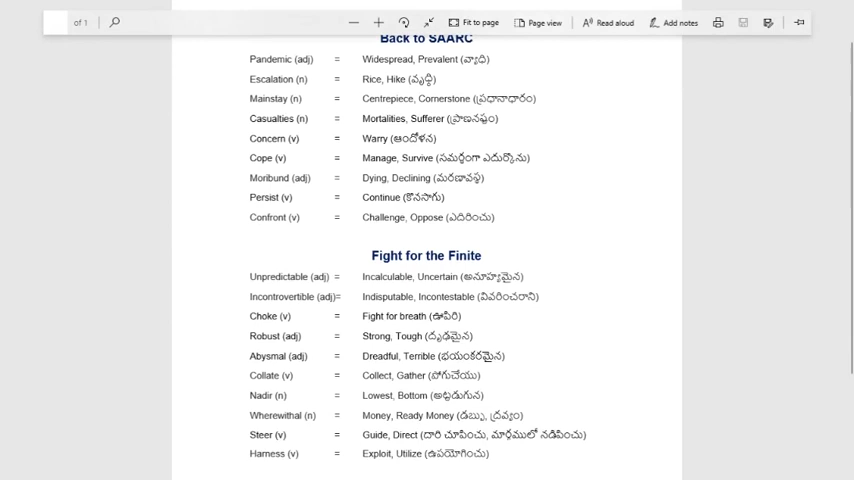 of 1
Fit to page
Page view
Read aloud
Add notes
Back to SAARC
Pandemic (adj) = Widespread, Prevalent (వ్యాధి)
Escalation (n) = Rice, Hike (వృద్ధి)
Mainstay (n) = Centrepiece, Cornerstone (ప్రధానాధారం)
Casualties (n) = Mortalities, Sufferer (ప్రాణనష్టం)
Concern (v) = Warry (ఆందోళన)
Cope (v) = Manage, Survive (సమర్థంగా ఎదుర్కొను)
Moribund (adj) = Dying, Declining (మరణావస్థ)
Persist (v) = Continue (కొనసాగు)
Confront (v) = Challenge, Oppose (ఎదిరించు)
Fight for the Finite
Unpredictable (adj) = Incalculable, Uncertain (అనూహ్యమైన)
Incontrovertible (adj)= Indisputable, Incontestable (వివరించరాని)
Choke (v) = Fight for breath (ఊపిరి)
Robust (adj) = Strong, Tough (దృఢమైన)
Abysmal (adj) = Dreadful, Terrible (భయంకరమైన)
Collate (v) = Collect, Gather (పోగుచేయు)
Nadir (n) = Lowest, Bottom (అట్టడుగున)
Wherewithal (n) = Money, Ready Money (డబ్బు, ద్రవ్యం)
Steer (v) = Guide, Direct (దారి చూపించు, మార్గములో నడిపించు)
Harness (v) = Exploit, Utilize (ఉపయోగించు)